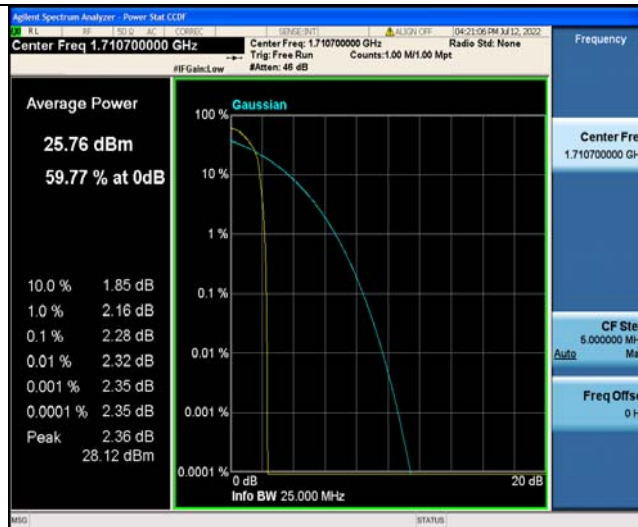 Agilent Spectrum Analyzer - Power Stat CCDF
RL RF 50 Ω AC CORREC SENSE:INT ALIGN OFF 04:21:06 PM Jul 12, 2022
Center Freq 1.710700000 GHz
Center Freq: 1.710700000 GHz Radio Std: None
Trig: Free Run Counts:1.00 M/1.00 Mpt
#IFGain:Low #Atten: 46 dB
Frequency
Average Power
25.76 dBm
59.77 % at 0dB
10.0 % 1.85 dB
1.0 % 2.16 dB
0.1 % 2.28 dB
0.01 % 2.32 dB
0.001 % 2.35 dB
0.0001 % 2.35 dB
Peak 2.36 dB
28.12 dBm
Gaussian
100 %
10 %
1 %
0.1 %
0.01 %
0.001 %
0.0001 %
0 dB 20 dB
Info BW 25.000 MHz
Center Fre
1.710700000 GH
CF Ste
5.000000 MH
Auto Ma
Freq Offs
0 H
MSG STATUS